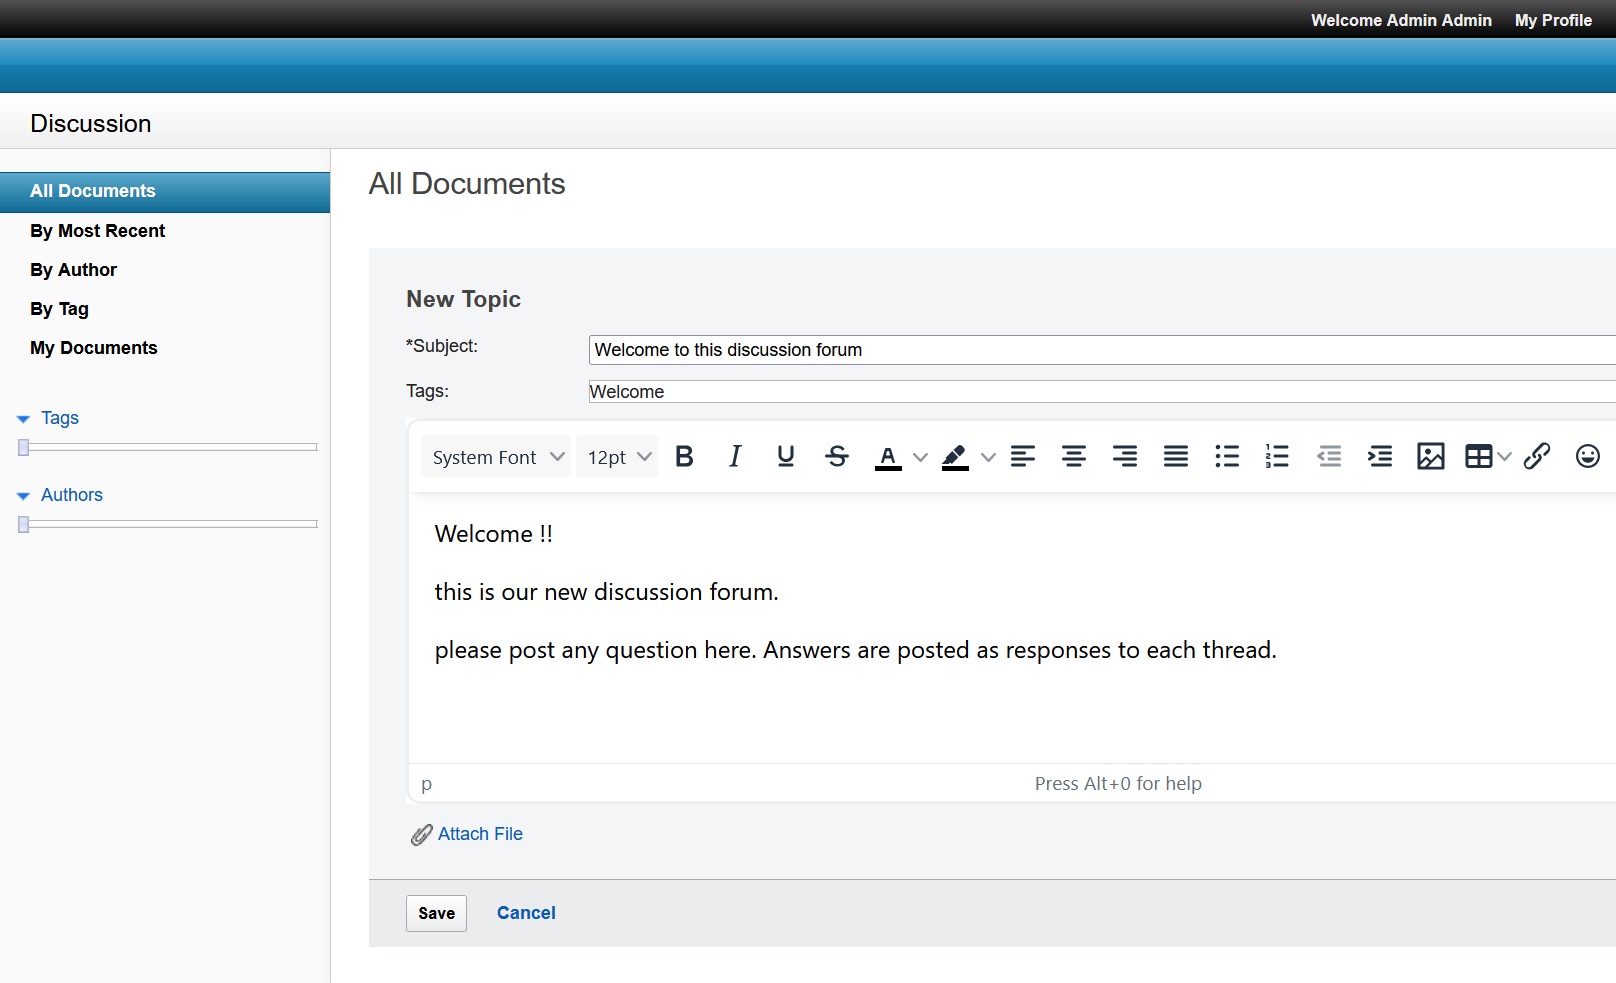 Welcome Admin Admin My Profile
Discussion
All Documents
By Most Recent
By Author
By Tag
My Documents
Tags
Authors
All Documents
New Topic
*Subject: Welcome to this discussion forum
Tags: Welcome
System Font 12pt B I U S A
Welcome !!
this is our new discussion forum.
please post any question here. Answers are posted as responses to each thread.
p Press Alt+0 for help
Attach File
Save Cancel